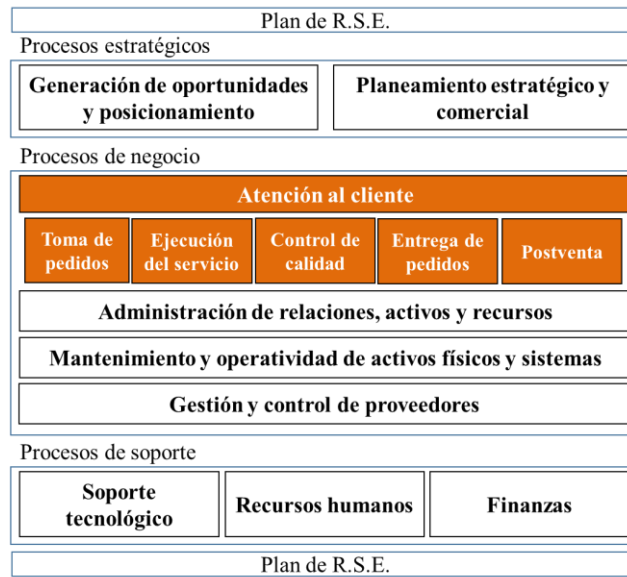 Plan de R.S.E.
Procesos estratégicos
Generación de oportunidades
y posicionamiento
Planeamiento estratégico y
comercial
Procesos de negocio
Atención al cliente
Toma de
pedidos
Ejecución
del servicio
Control de
calidad
Entrega de
pedidos
Postventa
Administración de relaciones, activos y recursos
Mantenimiento y operatividad de activos físicos y sistemas
Gestión y control de proveedores
Procesos de soporte
Soporte
tecnológico
Recursos humanos
Finanzas
Plan de R.S.E.